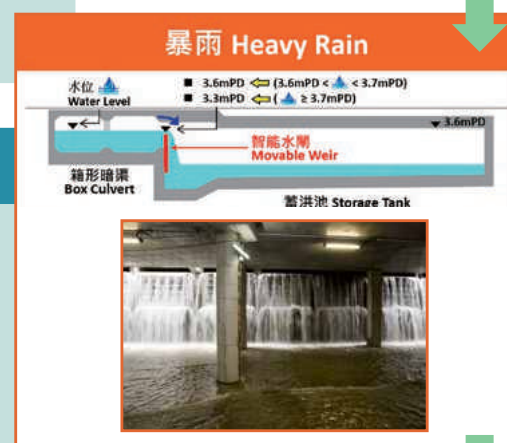 暴雨 Heavy Rain
水位
Water Level
■ 3.6mPD ⇦ (3.6mPD < < 3.7mPD)
■ 3.3mPD ⇦ ( ≥ 3.7mPD)
3.6mPD
智能水閘
Movable Weir
箱形暗渠
Box Culvert
蓄洪池 Storage Tank